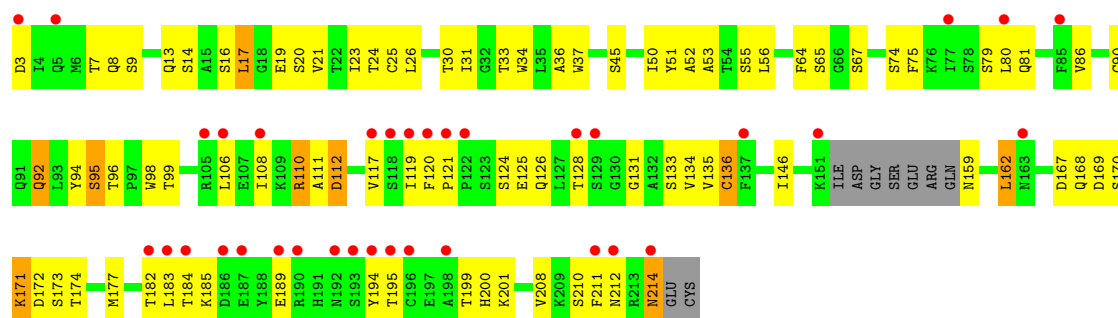 D3 I4 Q5 M6 T7 Q8 S9 Q13 S14 A15 S16 L17 G18 E19 S20 V21 T22 I23 T24 C25 L26 T30 I31 G32 T33 W34 L35 A36 W37 S45 I50 Y51 A52 A53 T54 S55 L56 F64 S65 G66 S67 S74 F75 K76 I77 S78 S79 L80 Q81 F85 V86 C90
Q91 Q92 L93 Y94 S95 T96 P97 W98 T99 R105 L106 E107 I108 K109 R110 A111 D112 V117 S118 I119 F120 P121 P122 S123 S124 E125 Q126 L127 T128 S129 G130 G131 A132 S133 V134 V135 C136 F137 I146 K151 ILE ASP GLY SER GLU ARG GLN N159 L162 N163 D167 Q168 D169 S170
K171 D172 S173 T174 M177 T182 L183 T184 K185 D186 E187 Y188 E189 R190 H191 N192 S193 Y194 T195 C196 E197 A198 T199 H200 K201 V208 K209 S210 F211 N212 R213 N214 GLU CYS